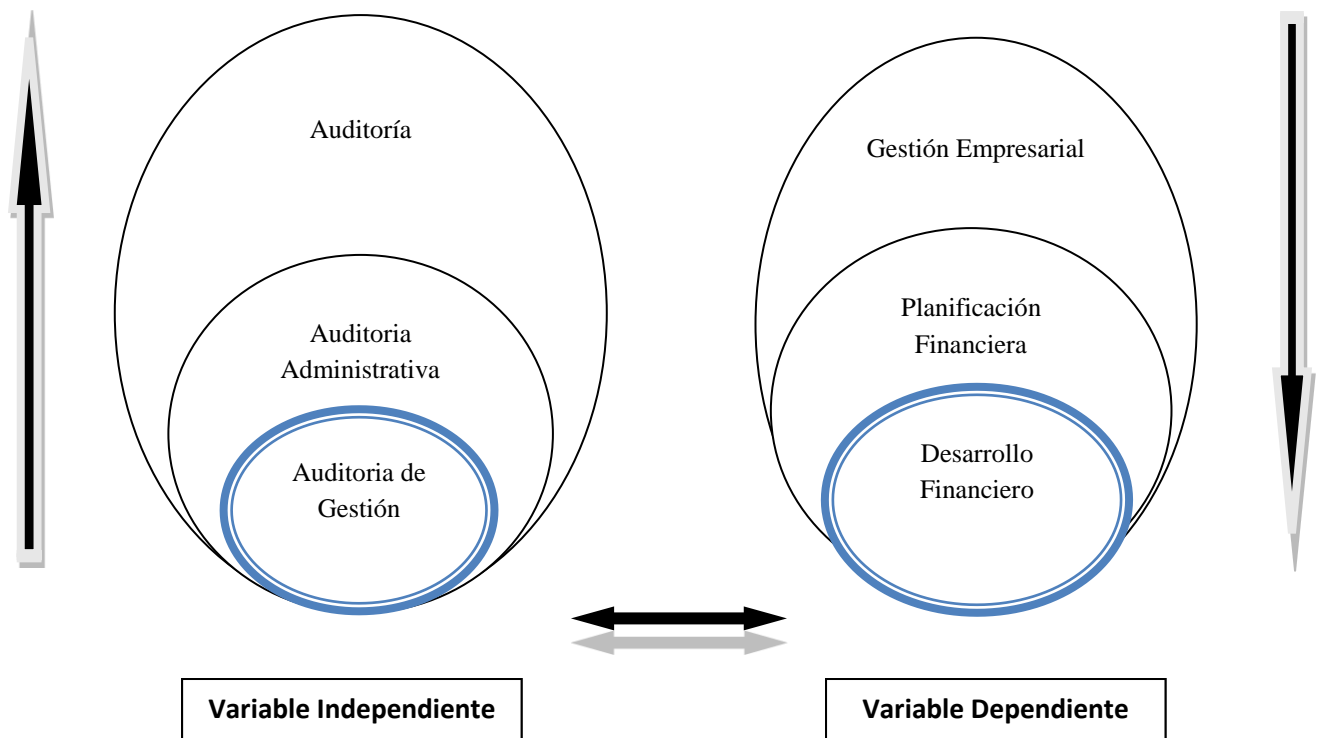 Auditoría
Auditoria
Administrativa
Auditoria de
Gestión
Variable Independiente
Gestión Empresarial
Planificación
Financiera
Desarrollo
Financiero
Variable Dependiente